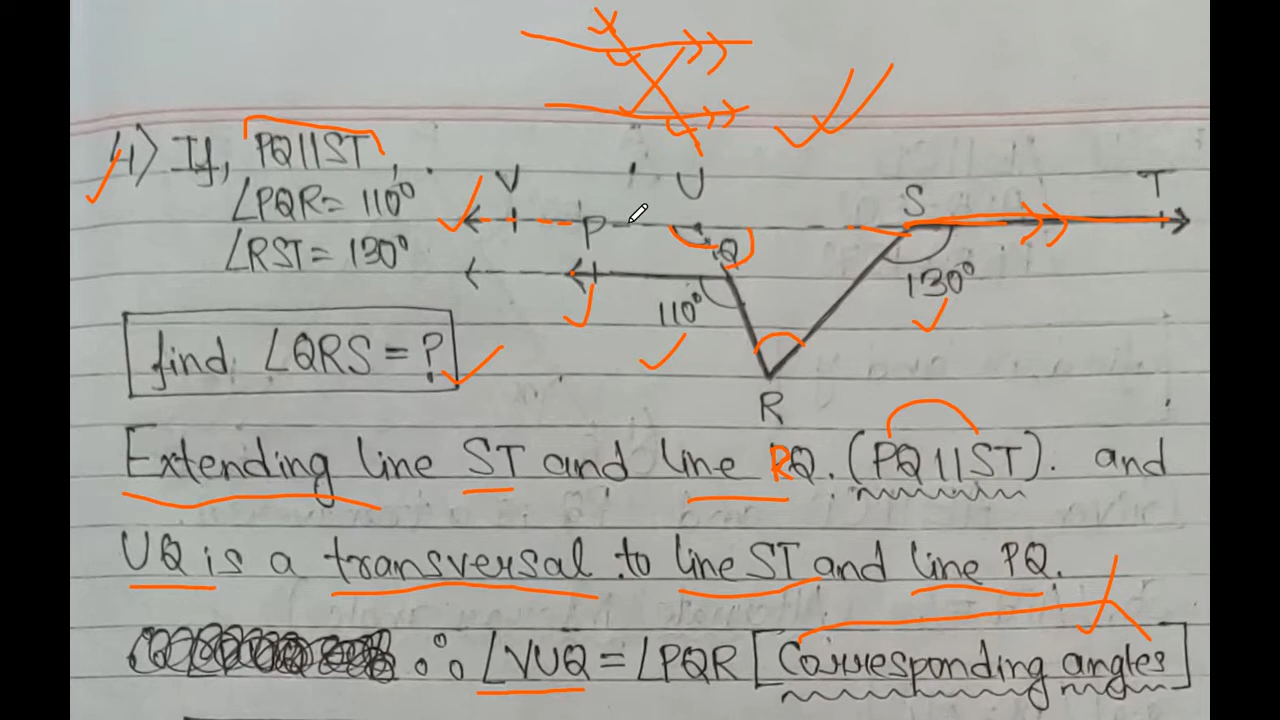 4) If, PQ||ST,
∠PQR = 110°
∠RST = 130°
V U S T
P Q
110° 130°
R
find ∠QRS = ?
Extending line ST and line RQ. (PQ||ST). and
UQ is a transversal to line ST and line PQ.
∴ ∠VUQ = ∠PQR [Corresponding angles]